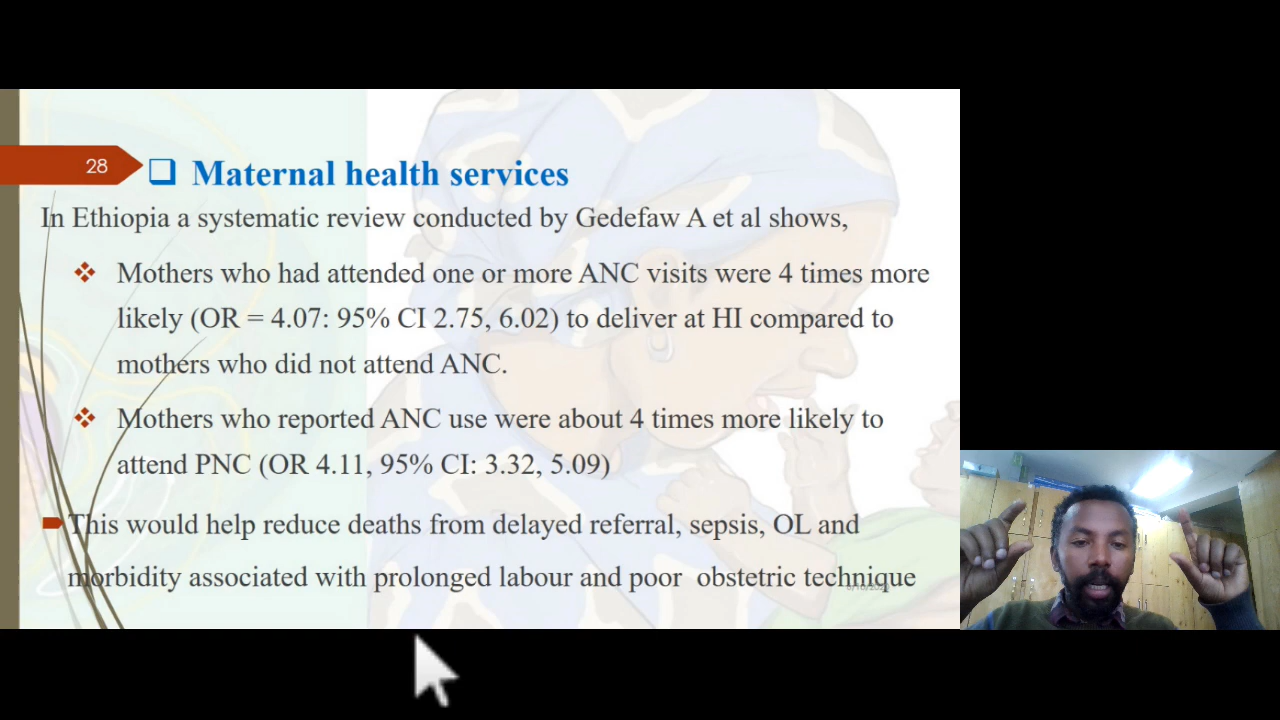 28
❑ Maternal health services
In Ethiopia a systematic review conducted by Gedefaw A et al shows,
❖ Mothers who had attended one or more ANC visits were 4 times more
likely (OR = 4.07: 95% CI 2.75, 6.02) to deliver at HI compared to
mothers who did not attend ANC.
❖ Mothers who reported ANC use were about 4 times more likely to
attend PNC (OR 4.11, 95% CI: 3.32, 5.09)
This would help reduce deaths from delayed referral, sepsis, OL and
morbidity associated with prolonged labour and poor obstetric technique